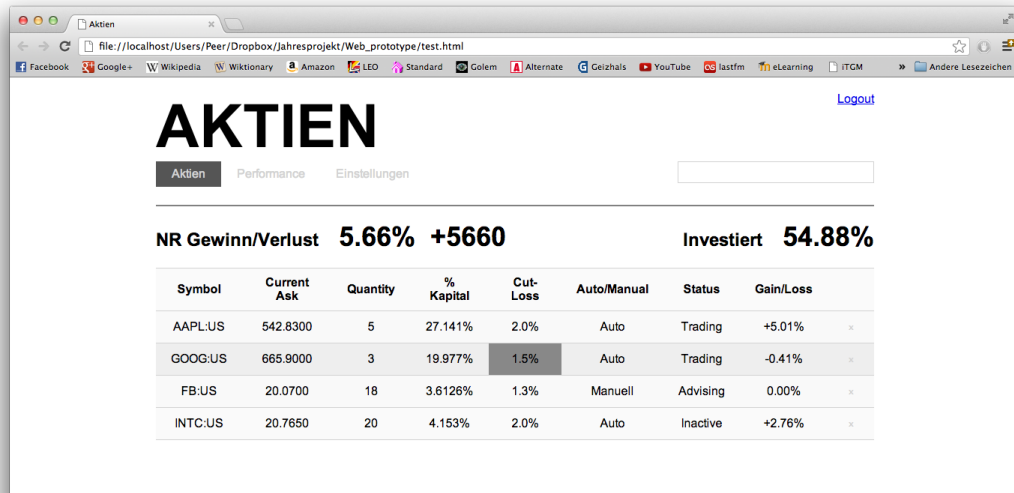 Aktien
file://localhost/Users/Peer/Dropbox/Jahresprojekt/Web_prototype/test.html
Facebook Google+ Wikipedia Wiktionary Amazon LEO Standard Golem Alternate Geizhals YouTube lastfm eLearning iTGM » Andere Lesezeichen
Logout
AKTIEN
Aktien Performance Einstellungen
NR Gewinn/Verlust 5.66% +5660 Investiert 54.88%
Symbol Current Ask Quantity % Kapital Cut-Loss Auto/Manual Status Gain/Loss
AAPL:US 542.8300 5 27.141% 2.0% Auto Trading +5.01% x
GOOG:US 665.9000 3 19.977% 1.5% Auto Trading -0.41% x
FB:US 20.0700 18 3.6126% 1.3% Manuell Advising 0.00% x
INTC:US 20.7650 20 4.153% 2.0% Auto Inactive +2.76% x